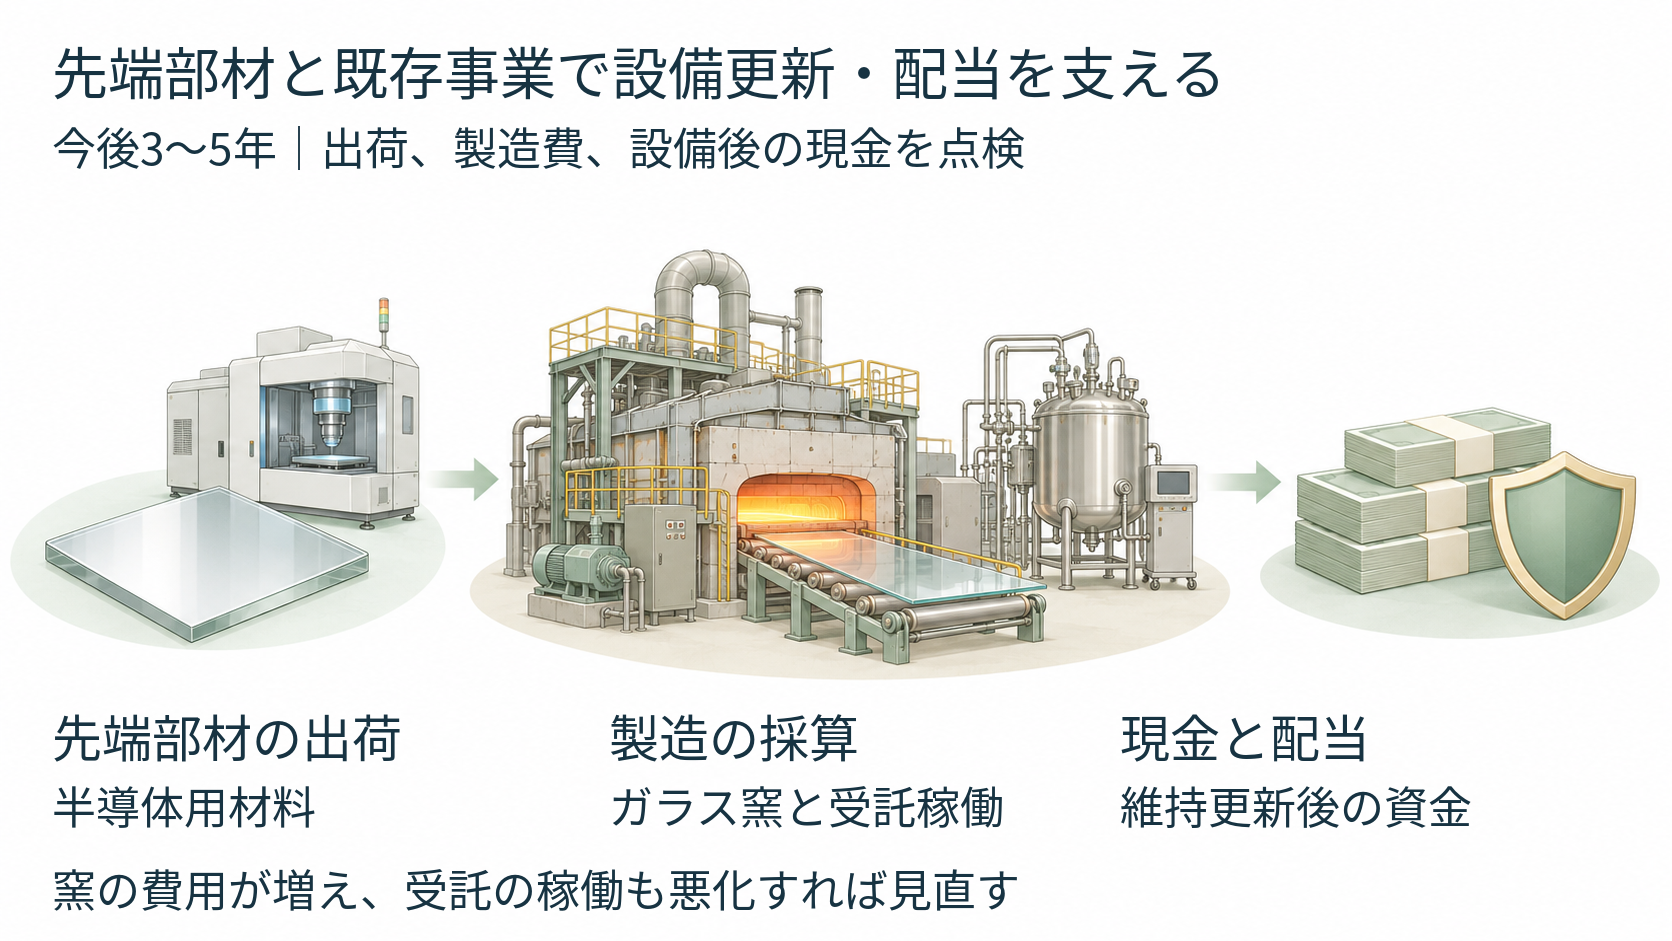 先端部材と既存事業で設備更新・配当を支える
今後3〜5年｜出荷、製造費、設備後の現金を点検
先端部材の出荷
半導体用材料
製造の採算
ガラス窯と受託稼働
現金と配当
維持更新後の資金
窯の費用が増え、受託の稼働も悪化すれば見直す